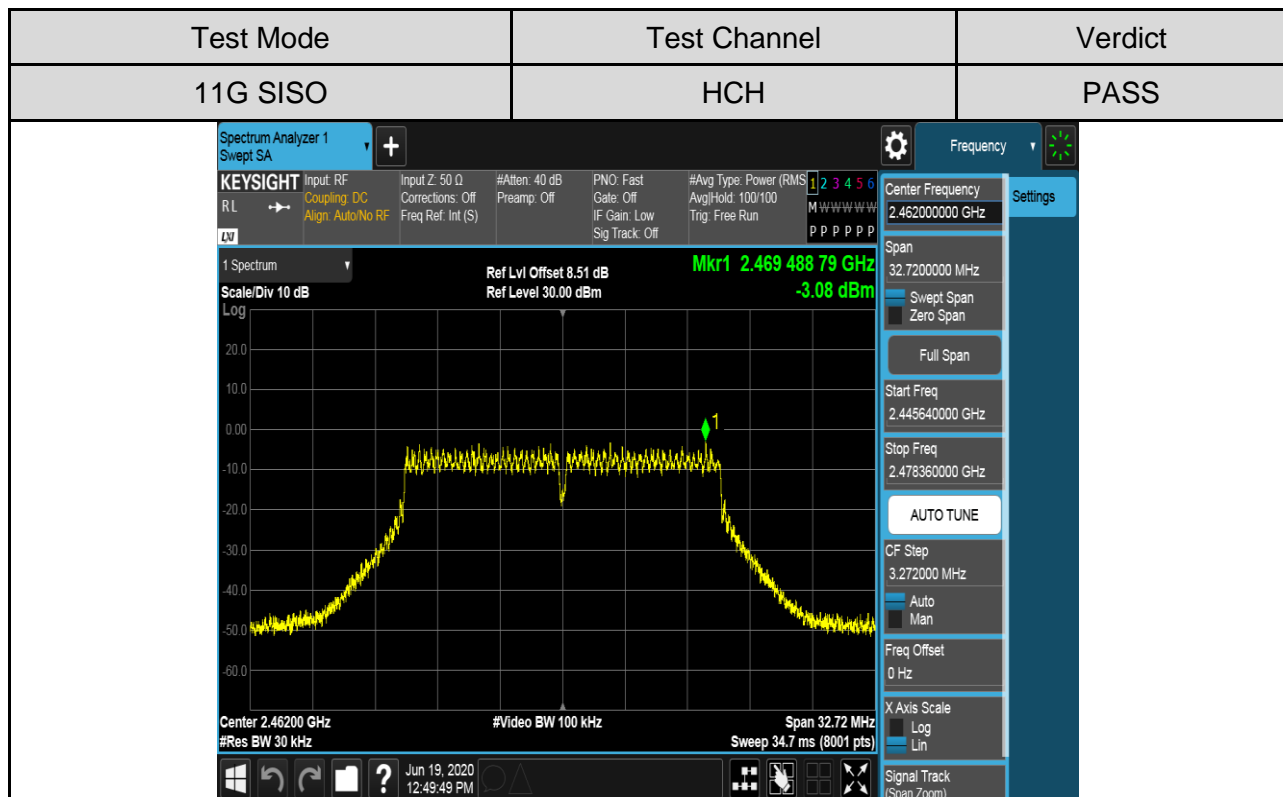 Test Mode Test Channel Verdict
11G SISO HCH PASS
Spectrum Analyzer 1
Swept SA
+
Frequency
KEYSIGHT
RL
LXI
Input: RF
Coupling: DC
Align: Auto/No RF
Input Z: 50 Ω
Corrections: Off
Freq Ref: Int (S)
#Atten: 40 dB
Preamp: Off
PNO: Fast
Gate: Off
IF Gain: Low
Sig Track: Off
#Avg Type: Power (RMS
Avg|Hold: 100/100
Trig: Free Run
1 2 3 4 5 6
M W W W W W
P P P P P P
1 Spectrum
Scale/Div 10 dB
Ref Lvl Offset 8.51 dB
Ref Level 30.00 dBm
Mkr1 2.469 488 79 GHz
-3.08 dBm
Log
20.0
10.0
0.00
-10.0
-20.0
-30.0
-40.0
-50.0
-60.0
1
Center 2.46200 GHz
#Res BW 30 kHz
#Video BW 100 kHz
Span 32.72 MHz
Sweep 34.7 ms (8001 pts)
?
Jun 19, 2020
12:49:49 PM
Center Frequency
2.462000000 GHz
Span
32.7200000 MHz
Swept Span
Zero Span
Full Span
Start Freq
2.445640000 GHz
Stop Freq
2.478360000 GHz
AUTO TUNE
CF Step
3.272000 MHz
Auto
Man
Freq Offset
0 Hz
X Axis Scale
Log
Lin
Signal Track
(Span Zoom)
Settings